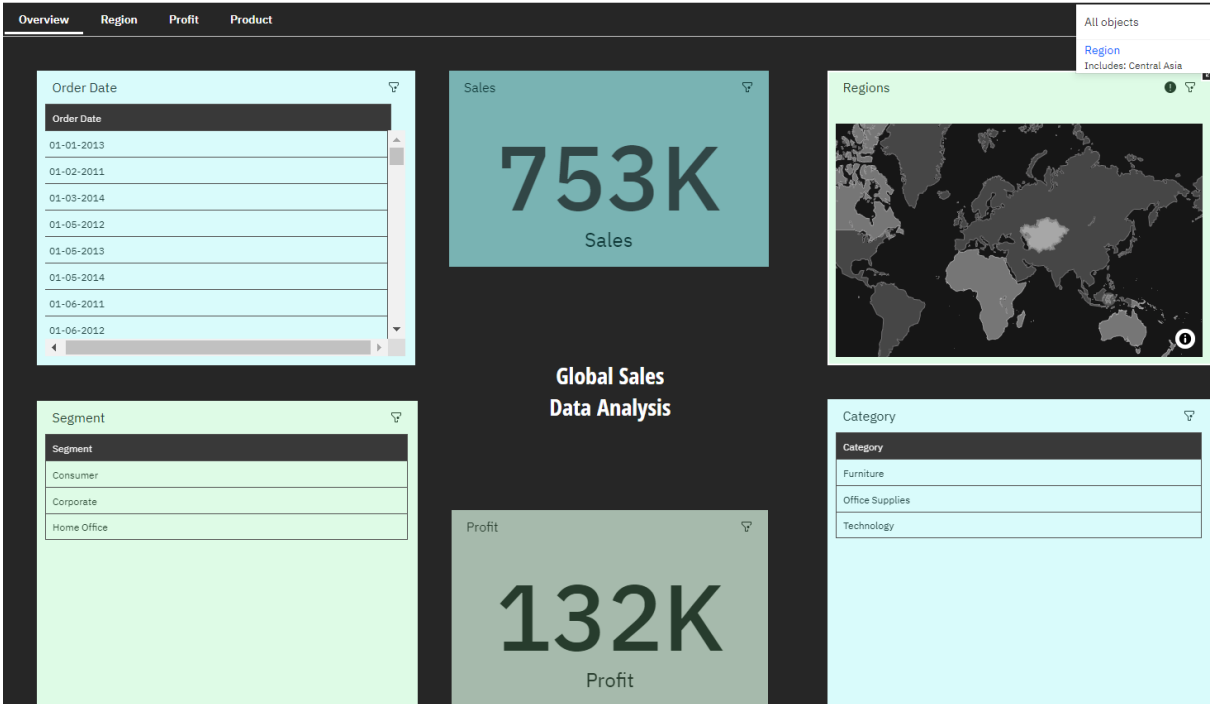 Overview Region Profit Product
All objects
Region
Includes: Central Asia
Order Date
Order Date
01-01-2013
01-02-2011
01-03-2014
01-05-2012
01-05-2013
01-05-2014
01-06-2011
01-06-2012
Sales
753K
Sales
Regions
Global Sales
Data Analysis
Segment
Segment
Consumer
Corporate
Home Office
Profit
132K
Profit
Category
Category
Furniture
Office Supplies
Technology